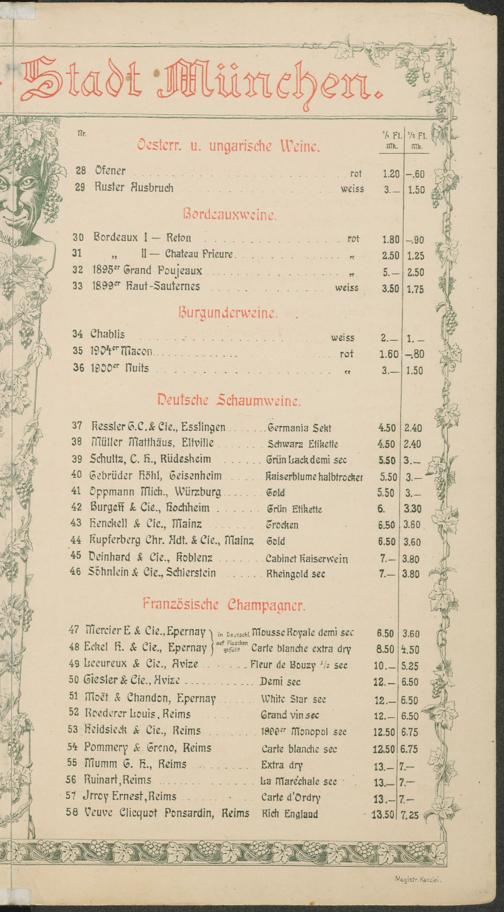 Stadt München.
Nr. 1/1 Fl. Mk. 1/2 Fl. Mk.
Oesterr. u. ungarische Weine.
28 Ofener rot 1.20 –.60
29 Ruster Ausbruch weiss 3.– 1.50
Bordeauxweine.
30 Bordeaux I — Reton rot 1.80 –.90
31 „ II — Chateau Prieure „ 2.50 1.25
32 1895er Grand Poujeaux „ 5.– 2.50
33 1899er Haut-Sauternes weiss 3.50 1.75
Burgunderweine.
34 Chablis weiss 2.– 1.–
35 1904er Macon rot 1.60 –.80
36 1900er Nuits „ 3.– 1.50
Deutsche Schaumweine.
37 Kessler G.C. & Cie., Esslingen Germania Sekt 4.50 2.40
38 Müller Matthäus, Eltville Schwarz Etikette 4.50 2.40
39 Schultz, C. H., Rüdesheim Grün Lack demi sec 5.50 3.–
40 Gebrüder Höhl, Geisenheim Kaiserblume halbtrocken 5.50 3.–
41 Oppmann Mich., Würzburg Gold 5.50 3.–
42 Burgeff & Cie., Hochheim Grün Etikette 6. 3.30
43 Henckell & Cie., Mainz Trocken 6.50 3.60
44 Kupferberg Chr. Adt. & Cie., Mainz Gold 6.50 3.60
45 Deinhard & Cie., Koblenz Cabinet Kaiserwein 7.– 3.80
46 Söhnlein & Cie., Schierstein Rheingold sec 7.– 3.80
Französische Champagner.
47 Mercier E & Cie., Epernay in Deutschl. auf Flaschen gefüllt Mousse Royale demi sec 6.50 3.60
48 Eckel H. & Cie., Epernay Carte blanche extra dry 8.50 4.50
49 Lecureux & Cie., Avize Fleur de Bouzy 1/2 sec 10.– 5.25
50 Giesler & Cie., Avize Demi sec 12.– 6.50
51 Moët & Chandon, Epernay White Star sec 12.– 6.50
52 Roederer Louis, Reims Grand vin sec 12.– 6.50
53 Heidsieck & Cie., Reims Monopol sec 12.50 6.75
54 Pommery & Greno, Reims Carte blanche sec 12.50 6.75
55 Mumm G. H., Reims Extra dry 13.– 7.–
56 Ruinart, Reims La Maréchale sec 13.– 7.–
57 Jrroy Ernest, Reims Carte d'Ordry 13.– 7.–
58 Veuve Clicquot Ponsardin, Reims Rich England 13.50 7,25
Magistr. Kanzlei.